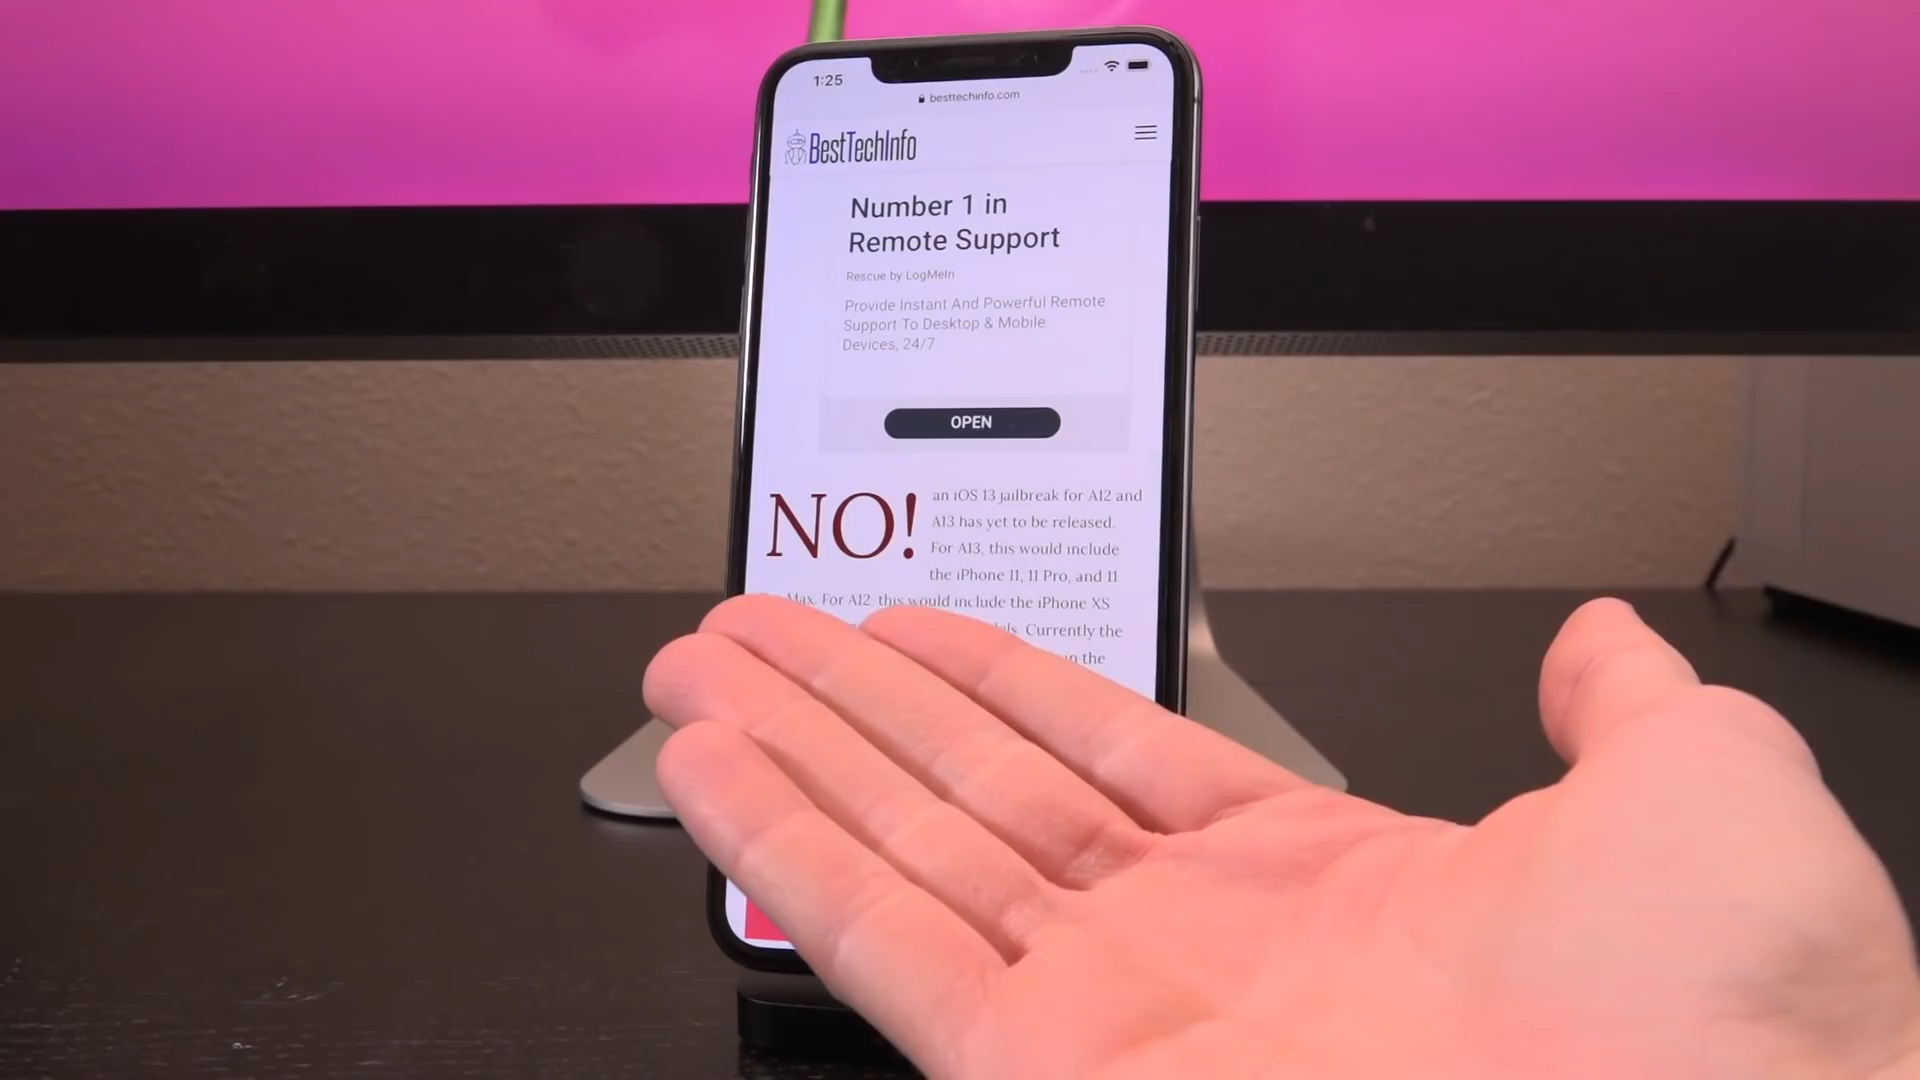 1:25
besttechinfo.com
BestTechInfo
Number 1 in
Remote Support
Rescue by LogMeIn
Provide Instant And Powerful Remote
Support To Desktop & Mobile
Devices, 24/7
OPEN
NO! an iOS 13 jailbreak for A12 and
A13 has yet to be released.
For A13, this would include
the iPhone 11, 11 Pro, and 11
Max. For A12, this would include the iPhone XS
Currently the
the